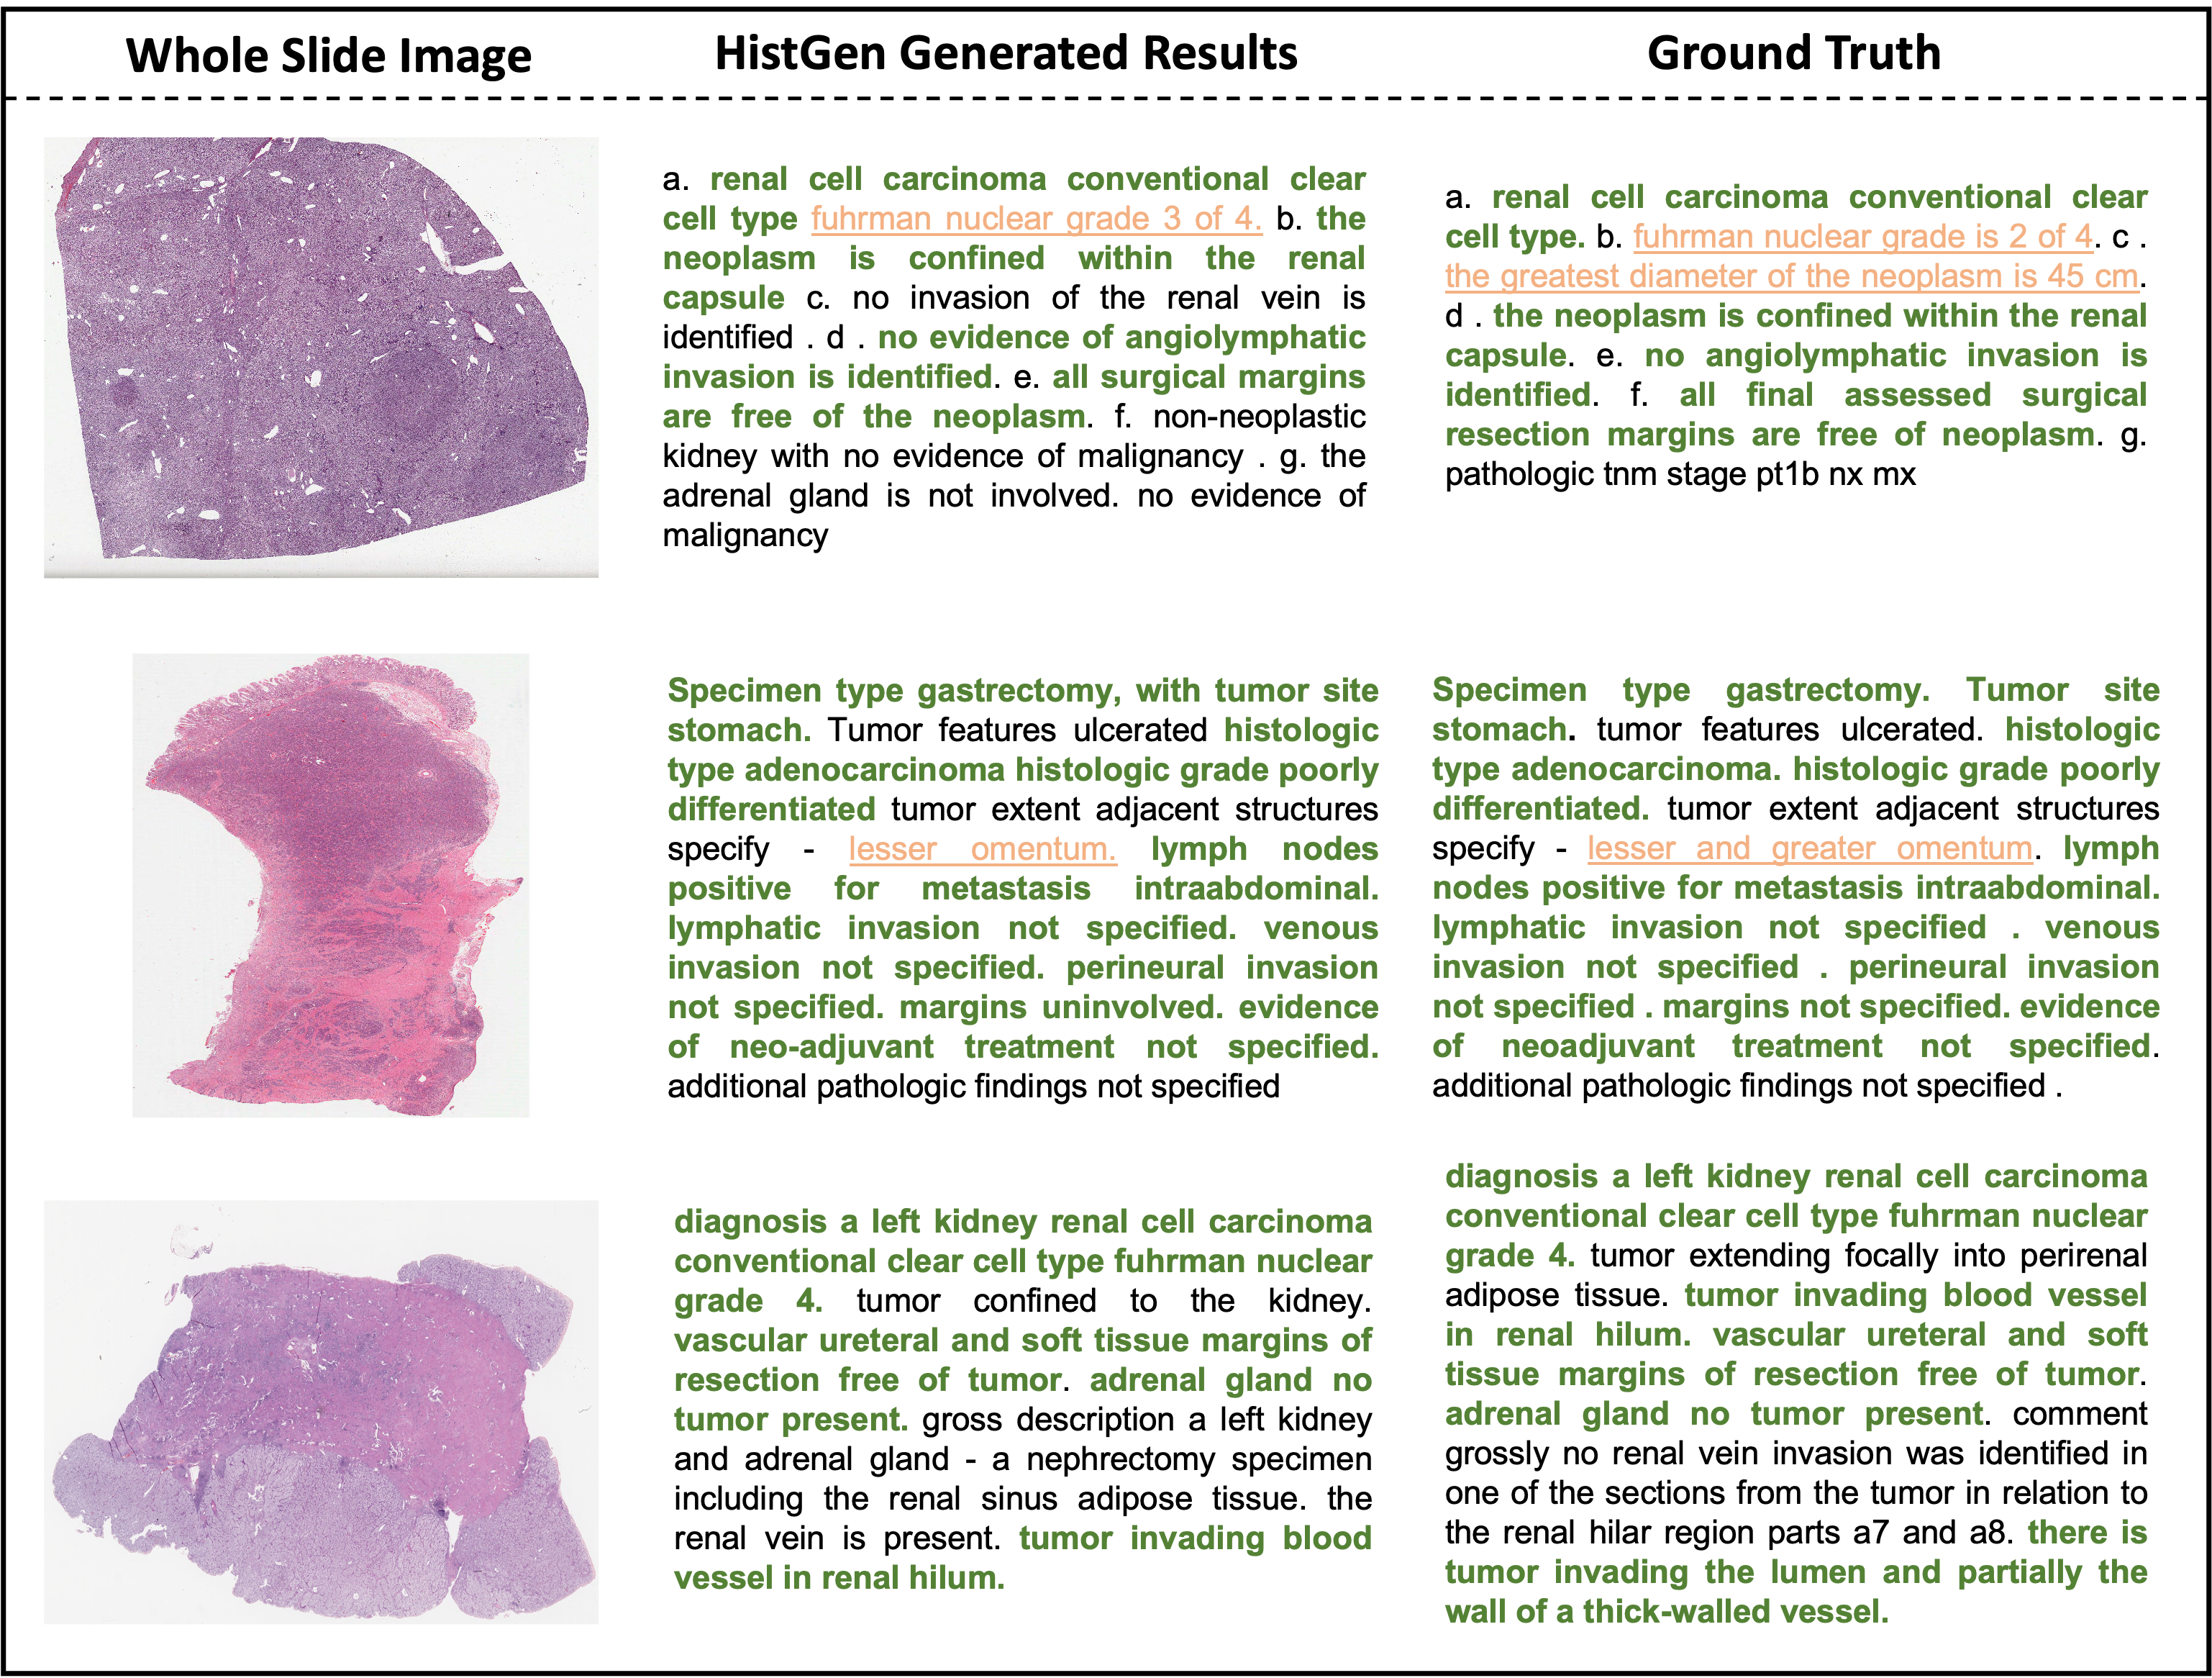 Whole Slide Image
HistGen Generated Results
Ground Truth
a. renal cell carcinoma conventional clear
cell type fuhrman nuclear grade 3 of 4. b. the
neoplasm is confined within the renal
capsule c. no invasion of the renal vein is
identified . d . no evidence of angiolymphatic
invasion is identified. e. all surgical margins
are free of the neoplasm. f. non-neoplastic
kidney with no evidence of malignancy . g. the
adrenal gland is not involved. no evidence of
malignancy
a. renal cell carcinoma conventional clear
cell type. b. fuhrman nuclear grade is 2 of 4. c .
the greatest diameter of the neoplasm is 45 cm.
d . the neoplasm is confined within the renal
capsule. e. no angiolymphatic invasion is
identified. f. all final assessed surgical
resection margins are free of neoplasm. g.
pathologic tnm stage pt1b nx mx
Specimen type gastrectomy, with tumor site
stomach. Tumor features ulcerated histologic
type adenocarcinoma histologic grade poorly
differentiated tumor extent adjacent structures
specify - lesser omentum. lymph nodes
positive for metastasis intraabdominal.
lymphatic invasion not specified. venous
invasion not specified. perineural invasion
not specified. margins uninvolved. evidence
of neo-adjuvant treatment not specified.
additional pathologic findings not specified
Specimen type gastrectomy. Tumor site
stomach. tumor features ulcerated. histologic
type adenocarcinoma. histologic grade poorly
differentiated. tumor extent adjacent structures
specify - lesser and greater omentum. lymph
nodes positive for metastasis intraabdominal.
lymphatic invasion not specified . venous
invasion not specified . perineural invasion
not specified . margins not specified. evidence
of neoadjuvant treatment not specified.
additional pathologic findings not specified .
diagnosis a left kidney renal cell carcinoma
conventional clear cell type fuhrman nuclear
grade 4. tumor confined to the kidney.
vascular ureteral and soft tissue margins of
resection free of tumor. adrenal gland no
tumor present. gross description a left kidney
and adrenal gland - a nephrectomy specimen
including the renal sinus adipose tissue. the
renal vein is present. tumor invading blood
vessel in renal hilum.
diagnosis a left kidney renal cell carcinoma
conventional clear cell type fuhrman nuclear
grade 4. tumor extending focally into perirenal
adipose tissue. tumor invading blood vessel
in renal hilum. vascular ureteral and soft
tissue margins of resection free of tumor.
adrenal gland no tumor present. comment
grossly no renal vein invasion was identified in
one of the sections from the tumor in relation to
the renal hilar region parts a7 and a8. there is
tumor invading the lumen and partially the
wall of a thick-walled vessel.